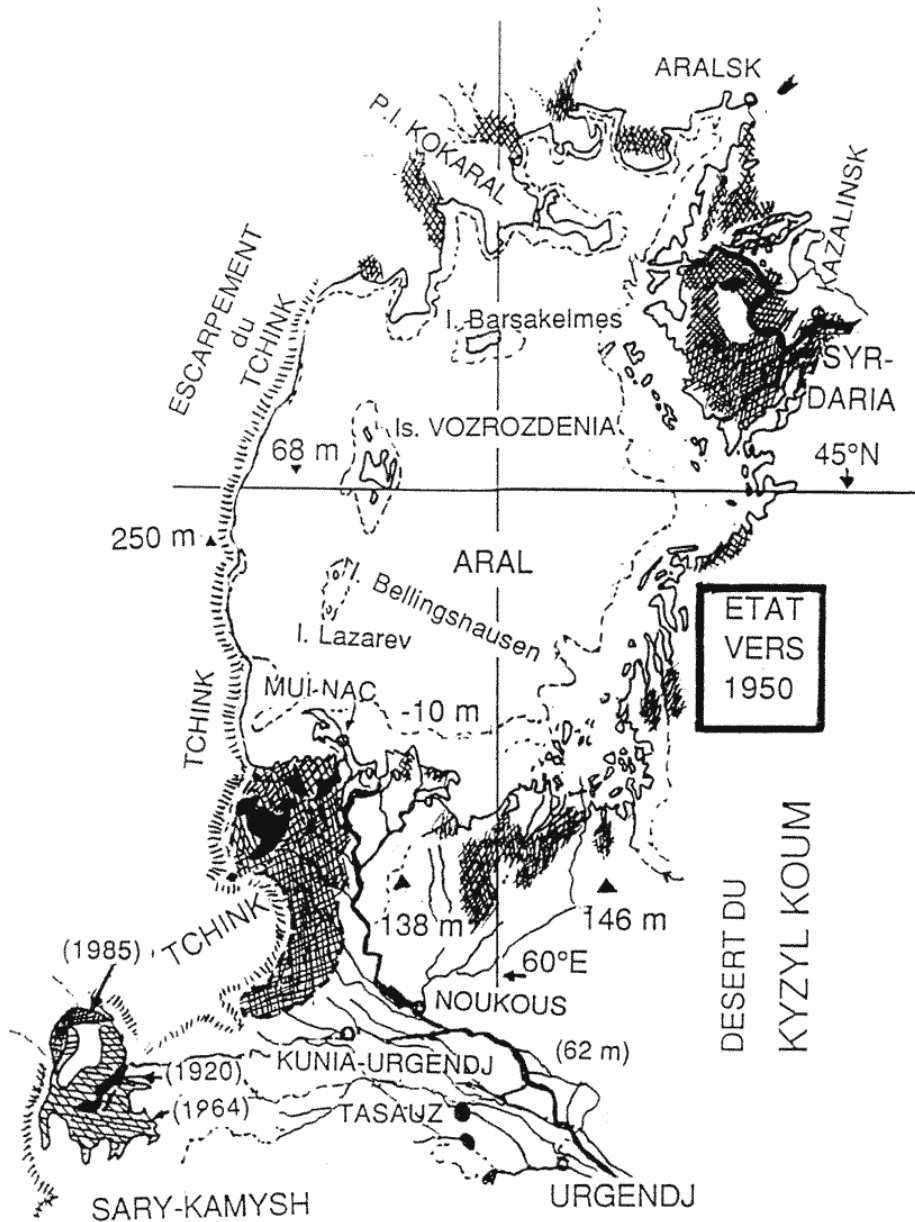 ARALSK
P.I. KOKARAL
KAZALINSK
ESCARPEMENT
du
TCHINK
I. Barsakelmes
SYR-
DARIA
Is. VOZROZDENIA
68 m
45°N
250 m
ARAL
I. Bellingshausen
I. Lazarev
ETAT
VERS
1950
MUI-NAC
TCHINK
-10 m
DESERT DU
KYZYL KOUM
138 m
146 m
TCHINK
(1985)
60°E
NOUKOUS
KUNIA-URGENDJ
(62 m)
(1920)
(1964)
TASAUZ
URGENDJ
SARY-KAMYSH